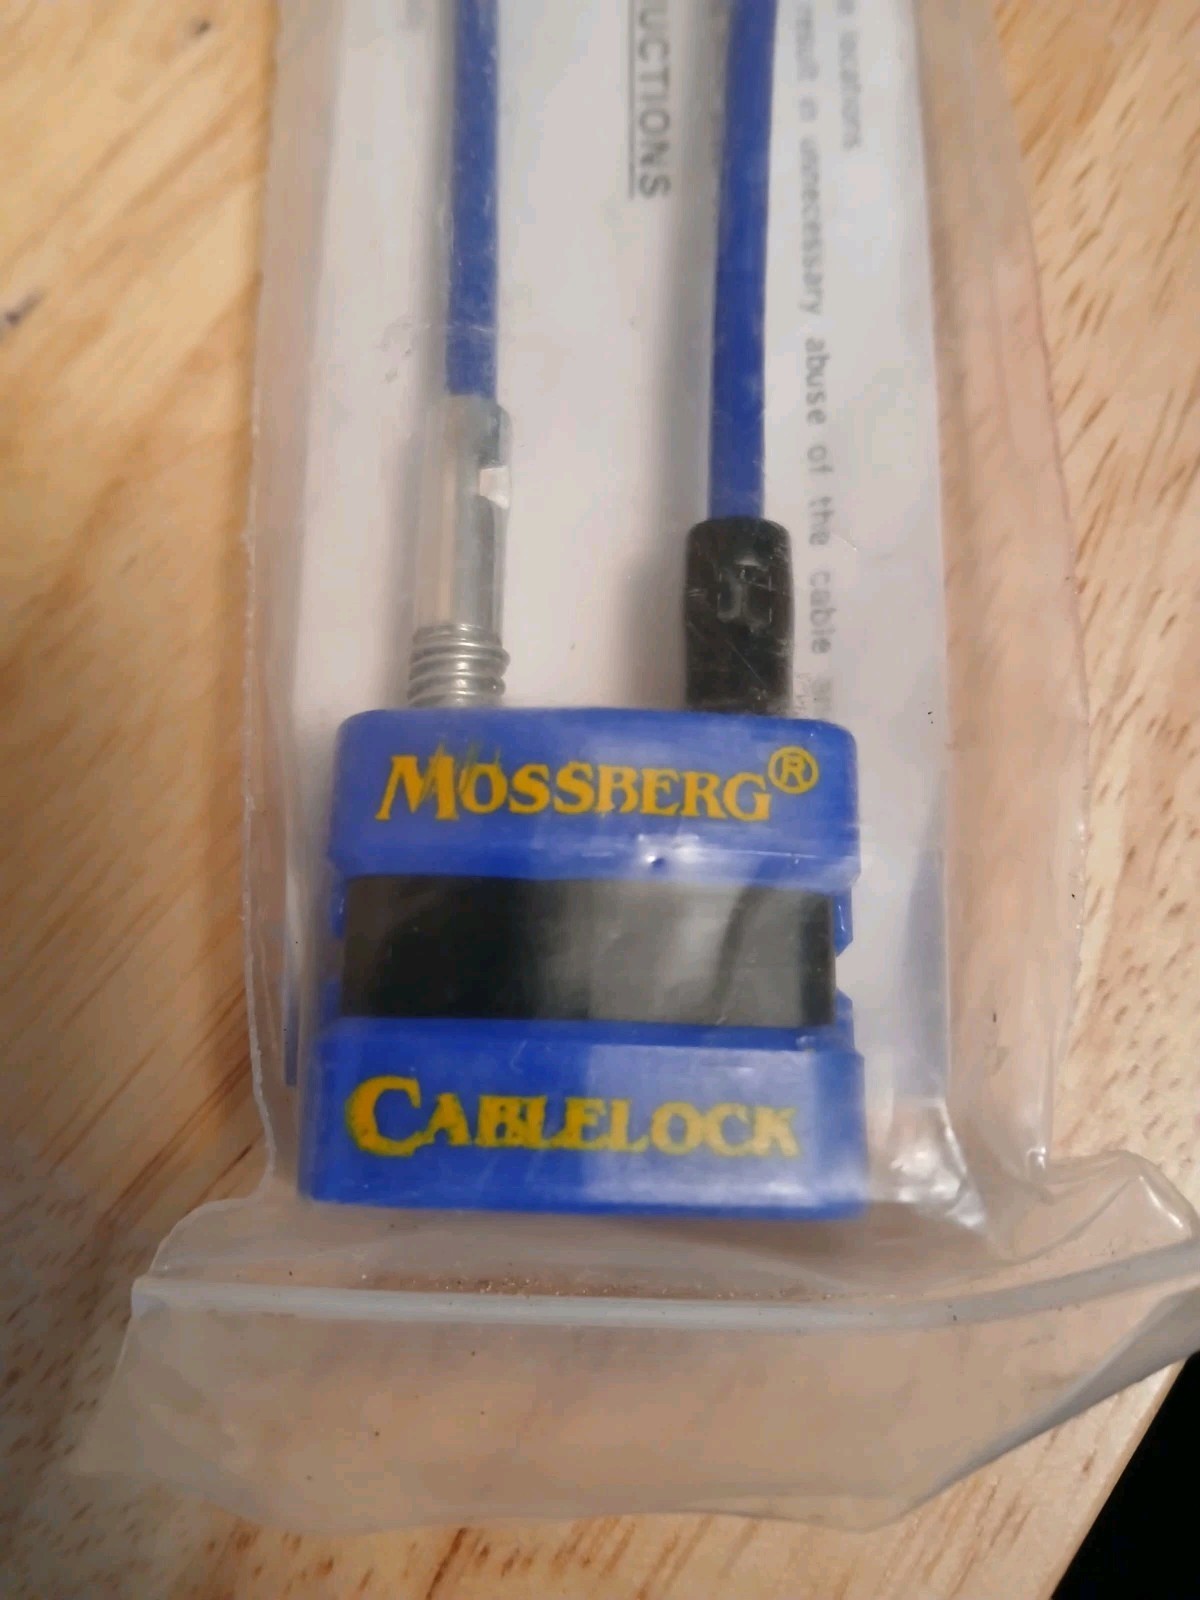 UCTIONS
locations
result in unnecessary abuse of the cable
MOSSBERG®
CABLELOCK